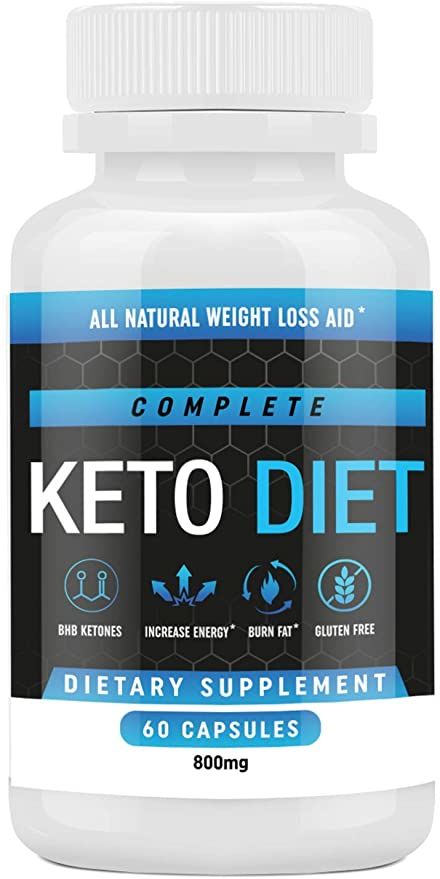 ALL NATURAL WEIGHT LOSS AID*
COMPLETE
KETO DIET
BHB KETONES INCREASE ENERGY* BURN FAT* GLUTEN FREE
DIETARY SUPPLEMENT
60 CAPSULES
800mg